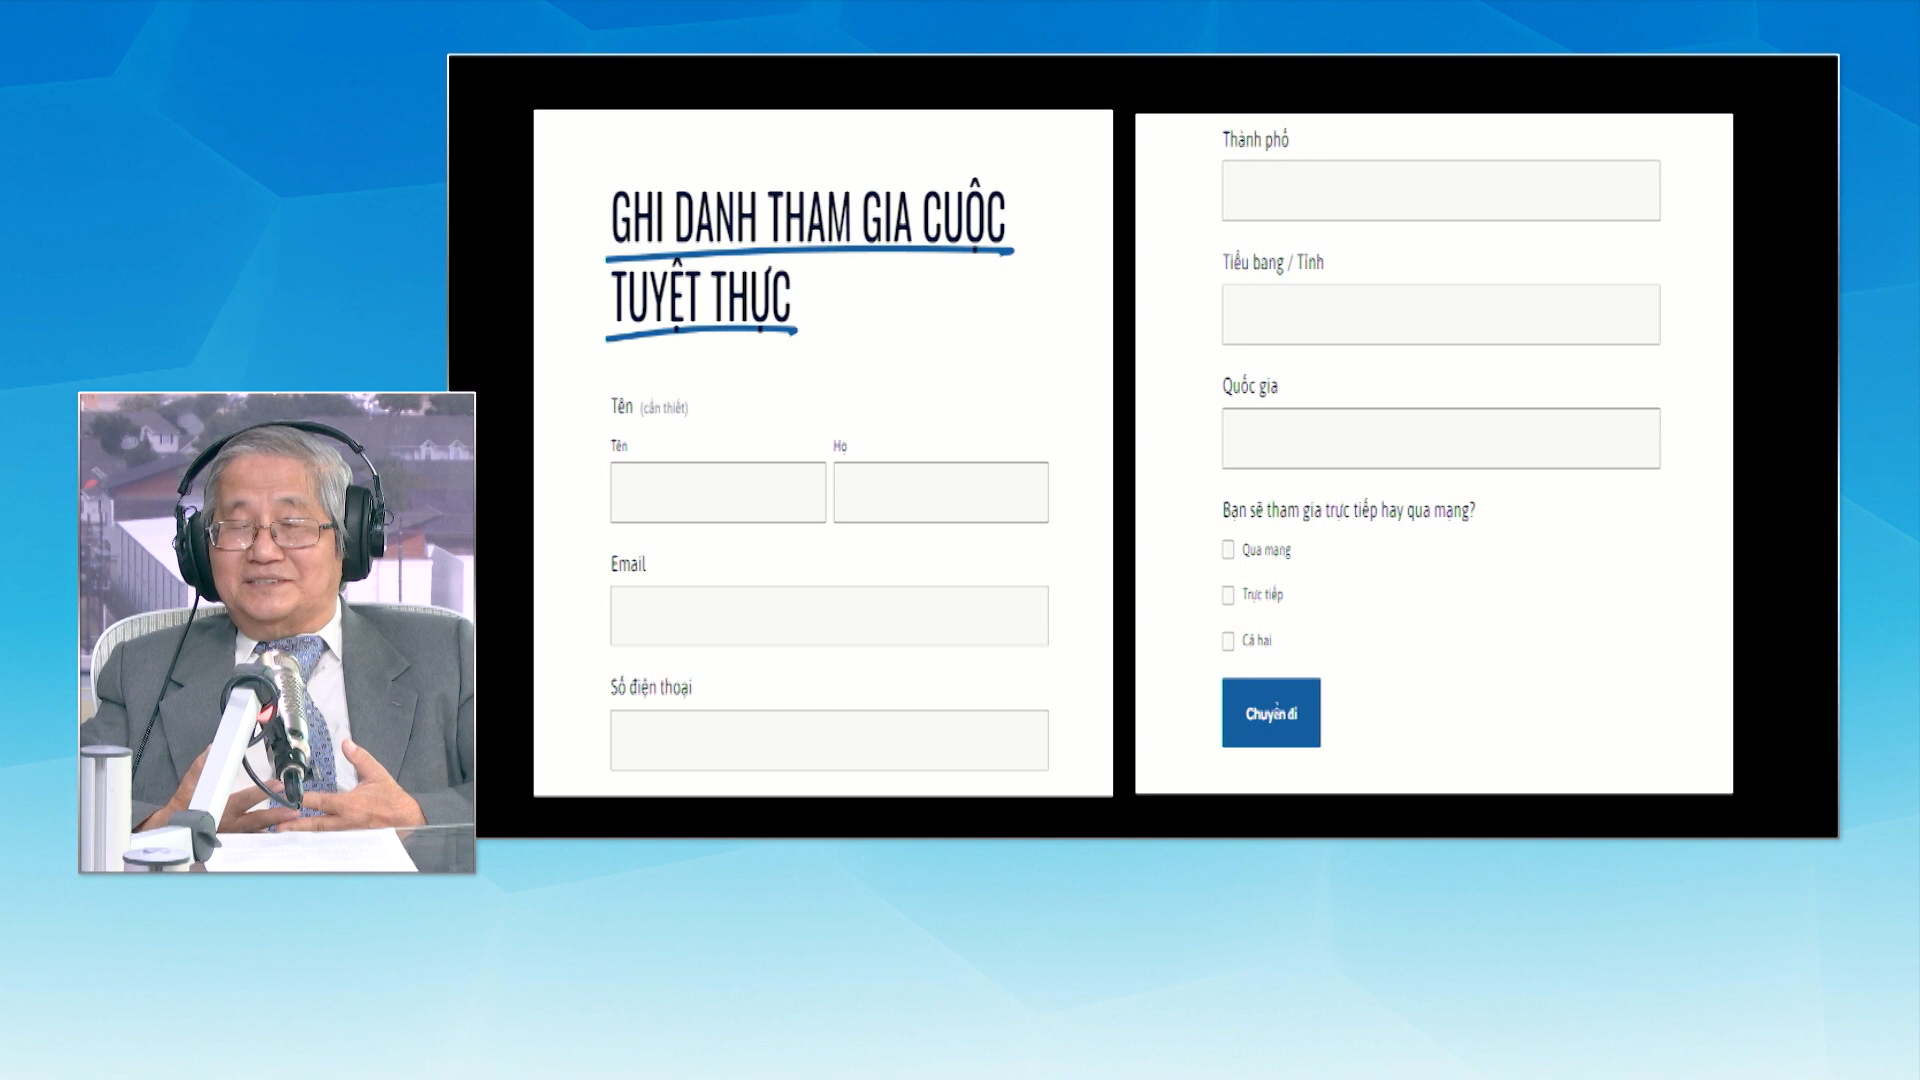 GHI DANH THAM GIA CUỘC
TUYỆT THỰC
Tên (cần thiết)
Tên
Họ
Email
Số điện thoại
Thành phố
Tiểu bang / Tỉnh
Quốc gia
Bạn sẽ tham gia trực tiếp hay qua mạng?
Qua mạng
Trực tiếp
Cả hai
Chuyển đi